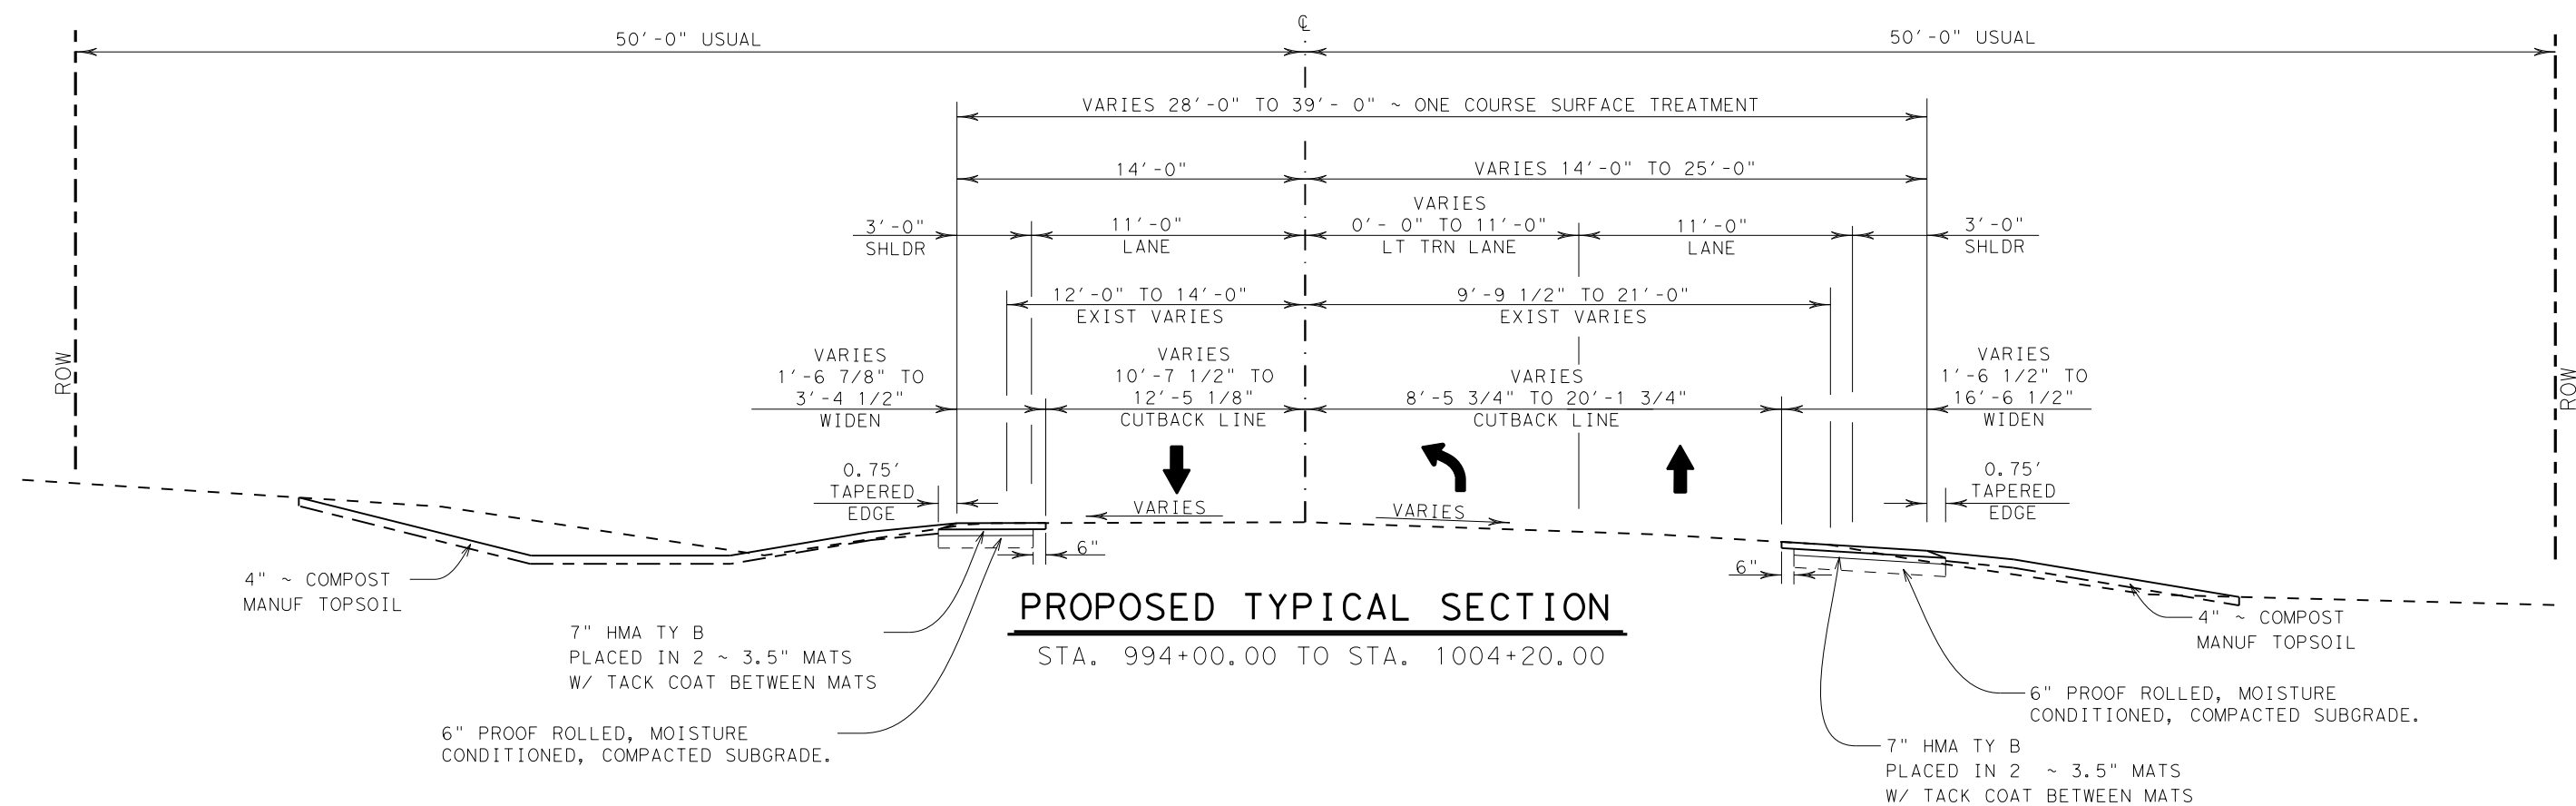 ℄
50'-0" USUAL
50'-0" USUAL
VARIES 28'-0" TO 39'- 0" ~ ONE COURSE SURFACE TREATMENT
14'-0"
VARIES 14'-0" TO 25'-0"
3'-0"
SHLDR
11'-0"
LANE
VARIES
0'- 0" TO 11'-0"
LT TRN LANE
11'-0"
LANE
3'-0"
SHLDR
12'-0" TO 14'-0"
EXIST VARIES
9'-9 1/2" TO 21'-0"
EXIST VARIES
ROW
VARIES
1'-6 7/8" TO
3'-4 1/2"
WIDEN
VARIES
10'-7 1/2" TO
12'-5 1/8"
CUTBACK LINE
VARIES
8'-5 3/4" TO 20'-1 3/4"
CUTBACK LINE
VARIES
1'-6 1/2" TO
16'-6 1/2"
WIDEN
ROW
0.75'
TAPERED
EDGE
VARIES
VARIES
0.75'
TAPERED
EDGE
6"
6"
4" ~ COMPOST
MANUF TOPSOIL
PROPOSED TYPICAL SECTION
STA. 994+00.00 TO STA. 1004+20.00
4" ~ COMPOST
MANUF TOPSOIL
7" HMA TY B
PLACED IN 2 ~ 3.5" MATS
W/ TACK COAT BETWEEN MATS
6" PROOF ROLLED, MOISTURE
CONDITIONED, COMPACTED SUBGRADE.
6" PROOF ROLLED, MOISTURE
CONDITIONED, COMPACTED SUBGRADE.
7" HMA TY B
PLACED IN 2 ~ 3.5" MATS
W/ TACK COAT BETWEEN MATS